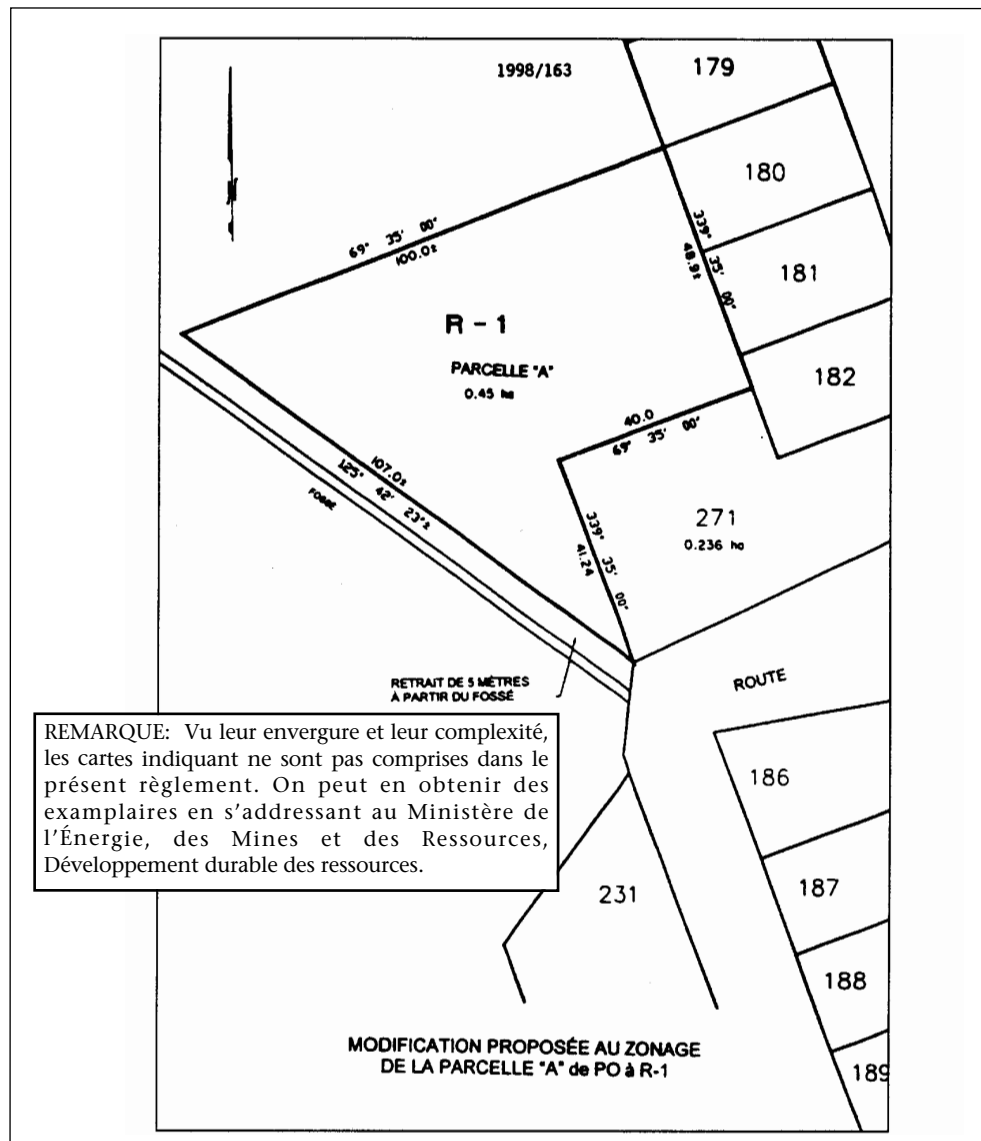 1998/163
179
180
181
182
69° 35' 00"
100.0±
339° 35' 00"
48.9±
R - 1
PARCELLE "A"
0.45 ha
40.0
69° 35' 00"
107.0±
125° 42' 23"±
FOSSÉ
339° 35' 00"
41.24
271
0.236 ha
RETRAIT DE 5 MÈTRES
À PARTIR DU FOSSÉ
ROUTE
REMARQUE: Vu leur envergure et leur complexité,
les cartes indiquant ne sont pas comprises dans le
présent règlement. On peut en obtenir des
examplaires en s'addressant au Ministère de
l'Énergie, des Mines et des Ressources,
Développement durable des ressources.
186
187
188
189
231
MODIFICATION PROPOSÉE AU ZONAGE
DE LA PARCELLE "A" de PO à R-1